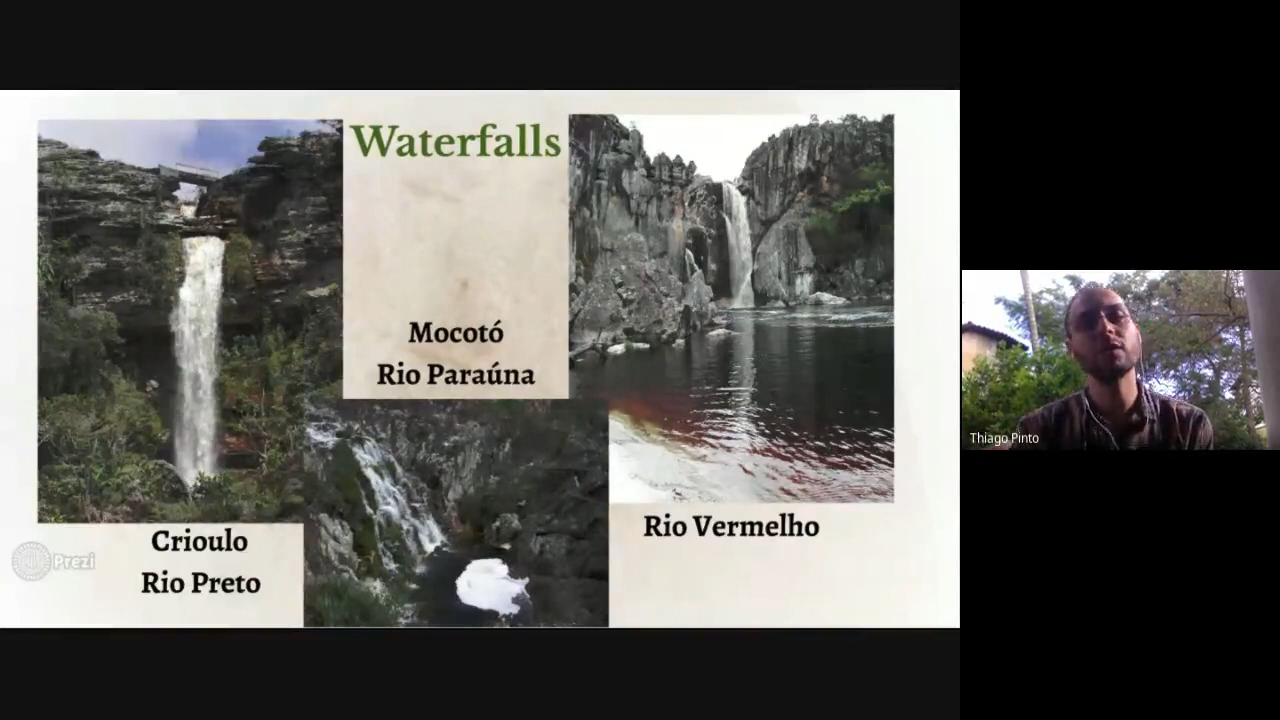 Waterfalls
Mocotó
Rio Paraúna
Crioulo
Rio Preto
Rio Vermelho
Prezi
Thiago Pinto